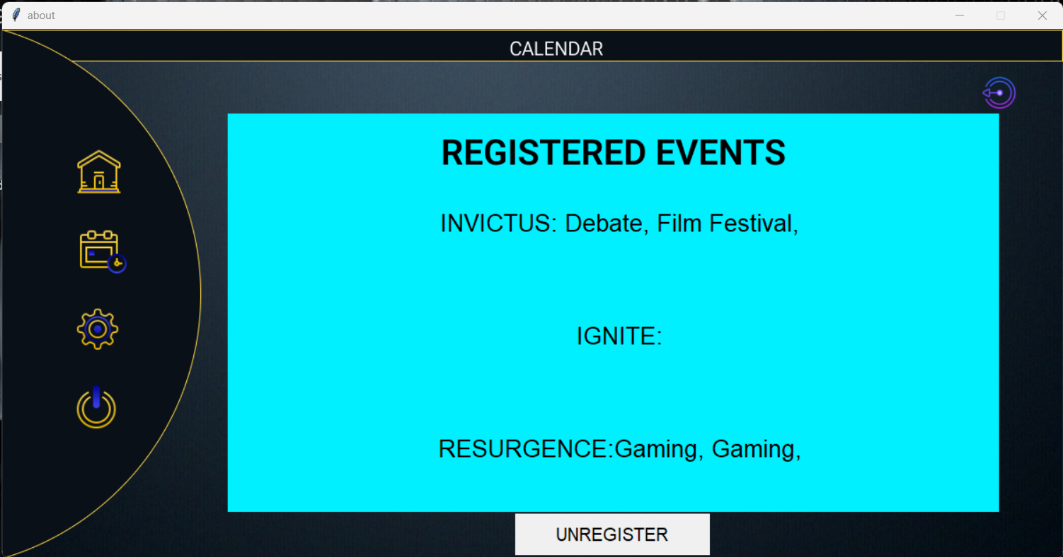 about
CALENDAR
REGISTERED EVENTS
INVICTUS: Debate, Film Festival,
IGNITE:
RESURGENCE:Gaming, Gaming,
UNREGISTER